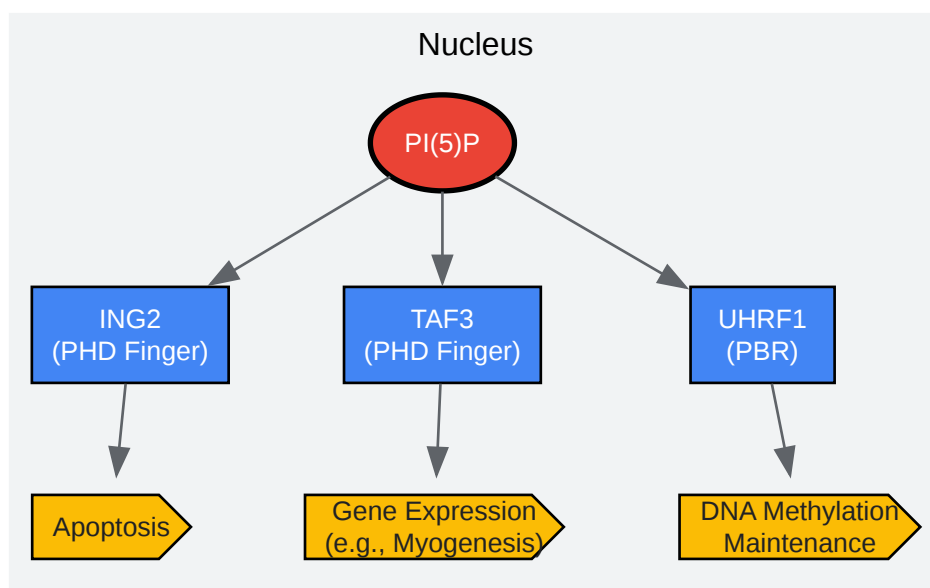 Nucleus
PI(5)P
ING2
(PHD Finger)
TAF3
(PHD Finger)
UHRF1
(PBR)
Apoptosis
Gene Expression
(e.g., Myogenesis)
DNA Methylation
Maintenance